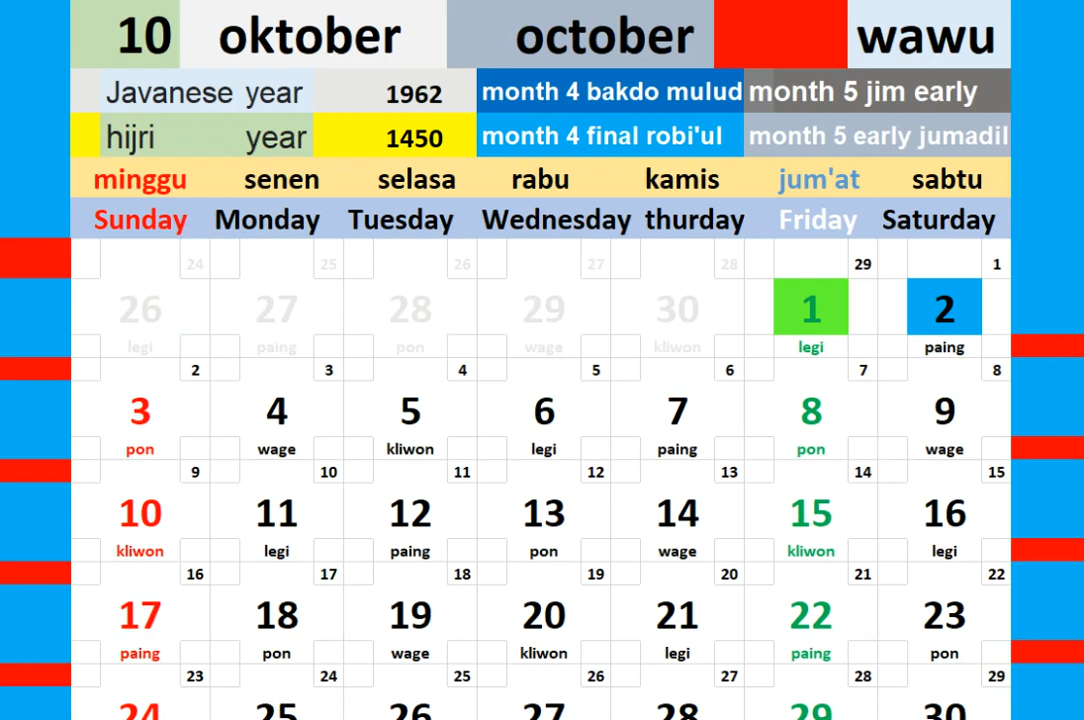 10 oktober october wawu
Javanese year 1962 month 4 bakdo mulud month 5 jim early
hijri year 1450 month 4 final robi'ul month 5 early jumadil
minggu senen selasa rabu kamis jum'at sabtu
Sunday Monday Tuesday Wednesday thurday Friday Saturday
24 25 26 27 28 29 1
26 27 28 29 30 1 2
legi paing pon wage kliwon legi paing
2 3 4 5 6 7 8
3 4 5 6 7 8 9
pon wage kliwon legi paing pon wage
9 10 11 12 13 14 15
10 11 12 13 14 15 16
kliwon legi paing pon wage kliwon legi
16 17 18 19 20 21 22
17 18 19 20 21 22 23
paing pon wage kliwon legi paing pon
23 24 25 26 27 28 29
24 25 26 27 28 29 30